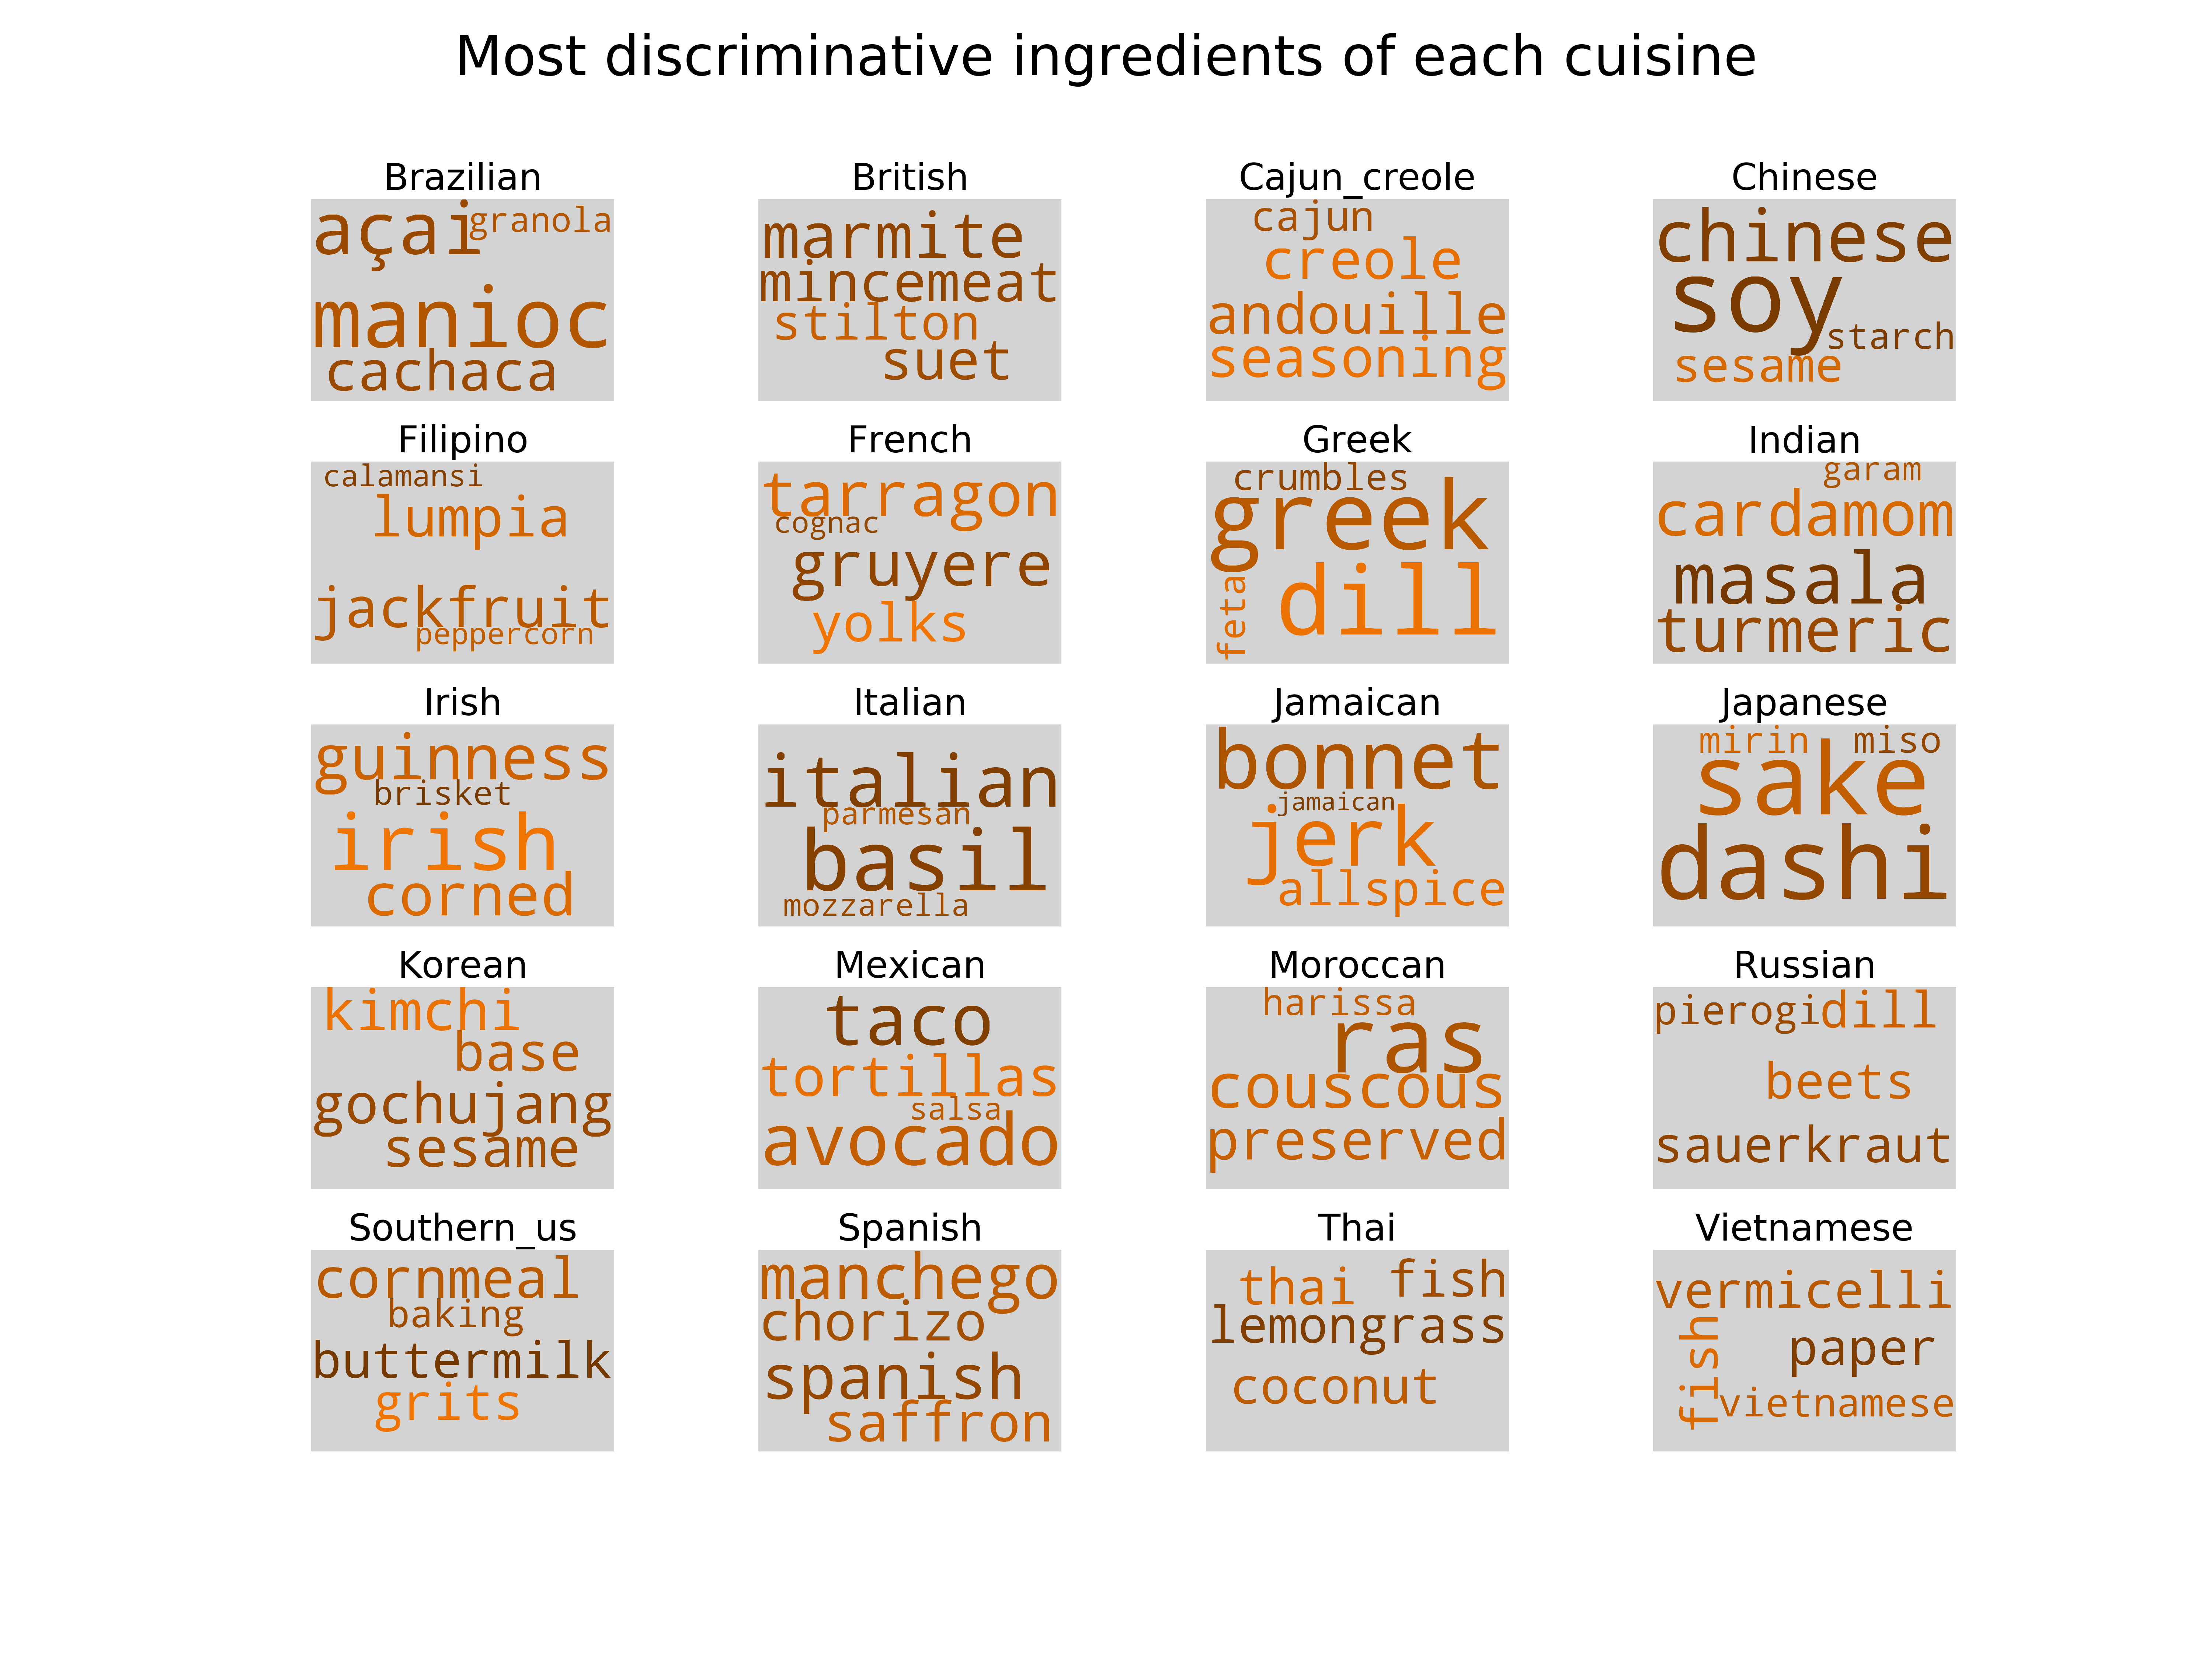 Most discriminative ingredients of each cuisine
Brazilian
açai granola
manioc
cachaca
British
marmite
mincemeat
stilton
suet
Cajun_creole
cajun
creole
andouille
seasoning
Chinese
chinese
soy
starch
sesame
Filipino
calamansi
lumpia
jackfruit
peppercorn
French
tarragon
cognac
gruyere
yolks
Greek
crumbles
greek
feta
dill
Indian
garam
cardamom
masala
turmeric
Irish
guinness
brisket
irish
corned
Italian
italian
parmesan
basil
mozzarella
Jamaican
bonnet
jamaican
jerk
allspice
Japanese
mirin miso
sake
dashi
Korean
kimchi
base
gochujang
sesame
Mexican
taco
tortillas
salsa
avocado
Moroccan
harissa
ras
couscous
preserved
Russian
pierogi dill
beets
sauerkraut
Southern_us
cornmeal
baking
buttermilk
grits
Spanish
manchego
chorizo
spanish
saffron
Thai
thai fish
lemongrass
coconut
Vietnamese
vermicelli
fish
paper
vietnamese